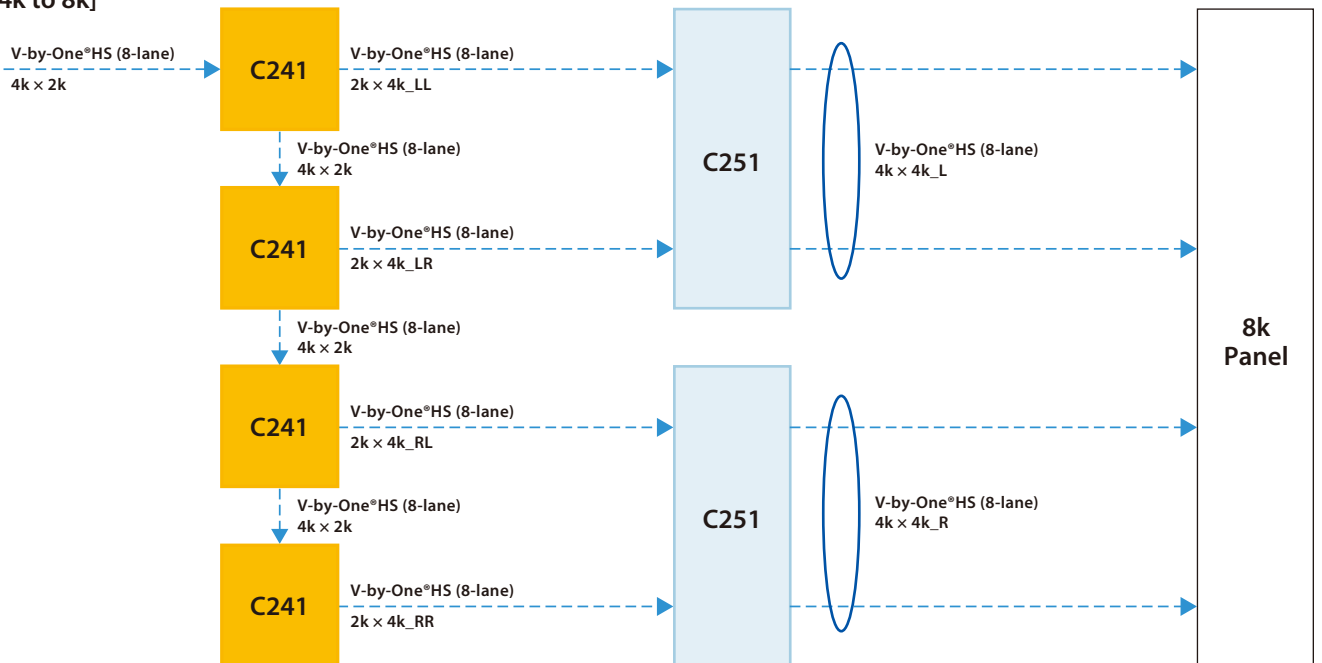 4k to 8k]
V-by-One®HS (8-lane)
4k × 2k
C241
V-by-One®HS (8-lane)
2k × 4k_LL
V-by-One®HS (8-lane)
4k × 2k
C241
V-by-One®HS (8-lane)
2k × 4k_LR
C251
V-by-One®HS (8-lane)
4k × 4k_L
V-by-One®HS (8-lane)
4k × 2k
C241
V-by-One®HS (8-lane)
2k × 4k_RL
V-by-One®HS (8-lane)
4k × 2k
C241
V-by-One®HS (8-lane)
2k × 4k_RR
C251
V-by-One®HS (8-lane)
4k × 4k_R
8k
Panel